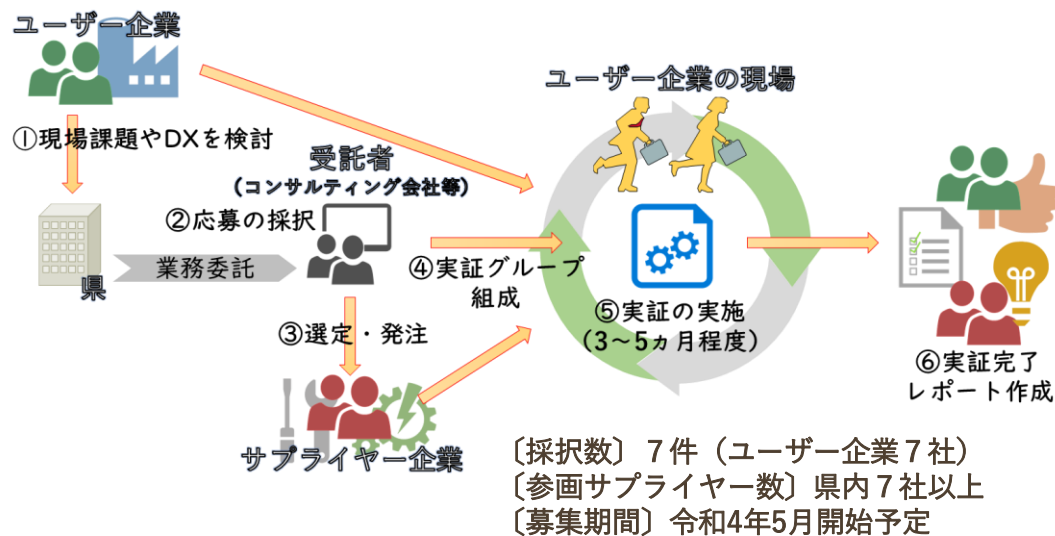 ユーザー企業
①現場課題やDXを検討
県
業務委託
受託者
（コンサルティング会社等）
②応募の採択
③選定・発注
サプライヤー企業
④実証グループ
組成
ユーザー企業の現場
⑤実証の実施
（3～5ヵ月程度）
⑥実証完了
レポート作成
〔採択数〕７件（ユーザー企業７社）
〔参画サプライヤー数〕県内７社以上
〔募集期間〕令和4年5月開始予定